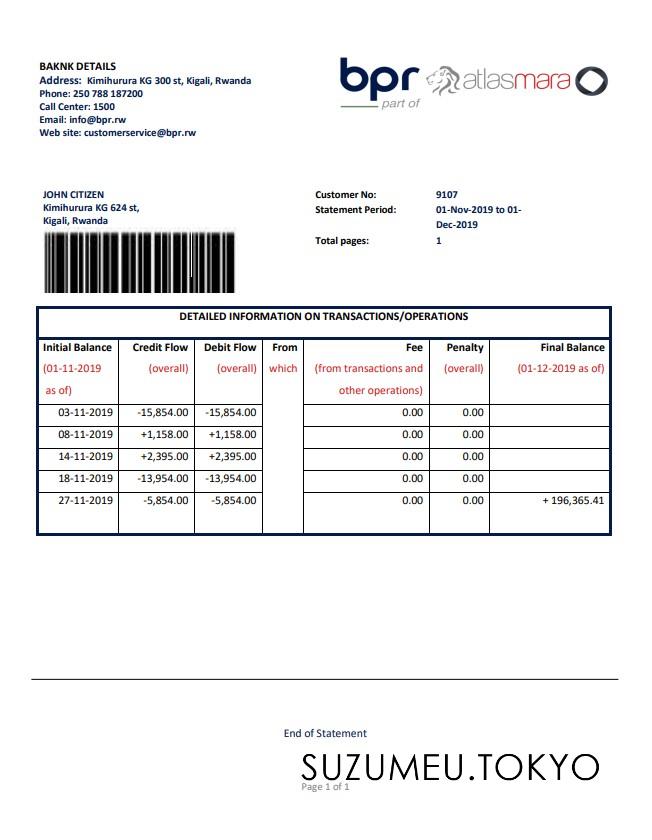 BAKNK DETAILS
Address: Kimihurura KG 300 st, Kigali, Rwanda
Phone: 250 788 187200
Call Center: 1500
Email: info@bpr.rw
Web site: customerservice@bpr.rw
bpr atlasmara
part of
JOHN CITIZEN
Kimihurura KG 624 st,
Kigali, Rwanda
Customer No: 9107
Statement Period: 01-Nov-2019 to 01-
Dec-2019
Total pages: 1
DETAILED INFORMATION ON TRANSACTIONS/OPERATIONS
Initial Balance Credit Flow Debit Flow From Fee Penalty Final Balance
(01-11-2019 (overall) (overall) which (from transactions and (overall) (01-12-2019 as of)
as of) other operations)
03-11-2019 -15,854.00 -15,854.00 0.00 0.00
08-11-2019 +1,158.00 +1,158.00 0.00 0.00
14-11-2019 +2,395.00 +2,395.00 0.00 0.00
18-11-2019 -13,954.00 -13,954.00 0.00 0.00
27-11-2019 -5,854.00 -5,854.00 0.00 0.00 + 196,365.41
End of Statement
SUZUMEU.TOKYO
Page 1 of 1